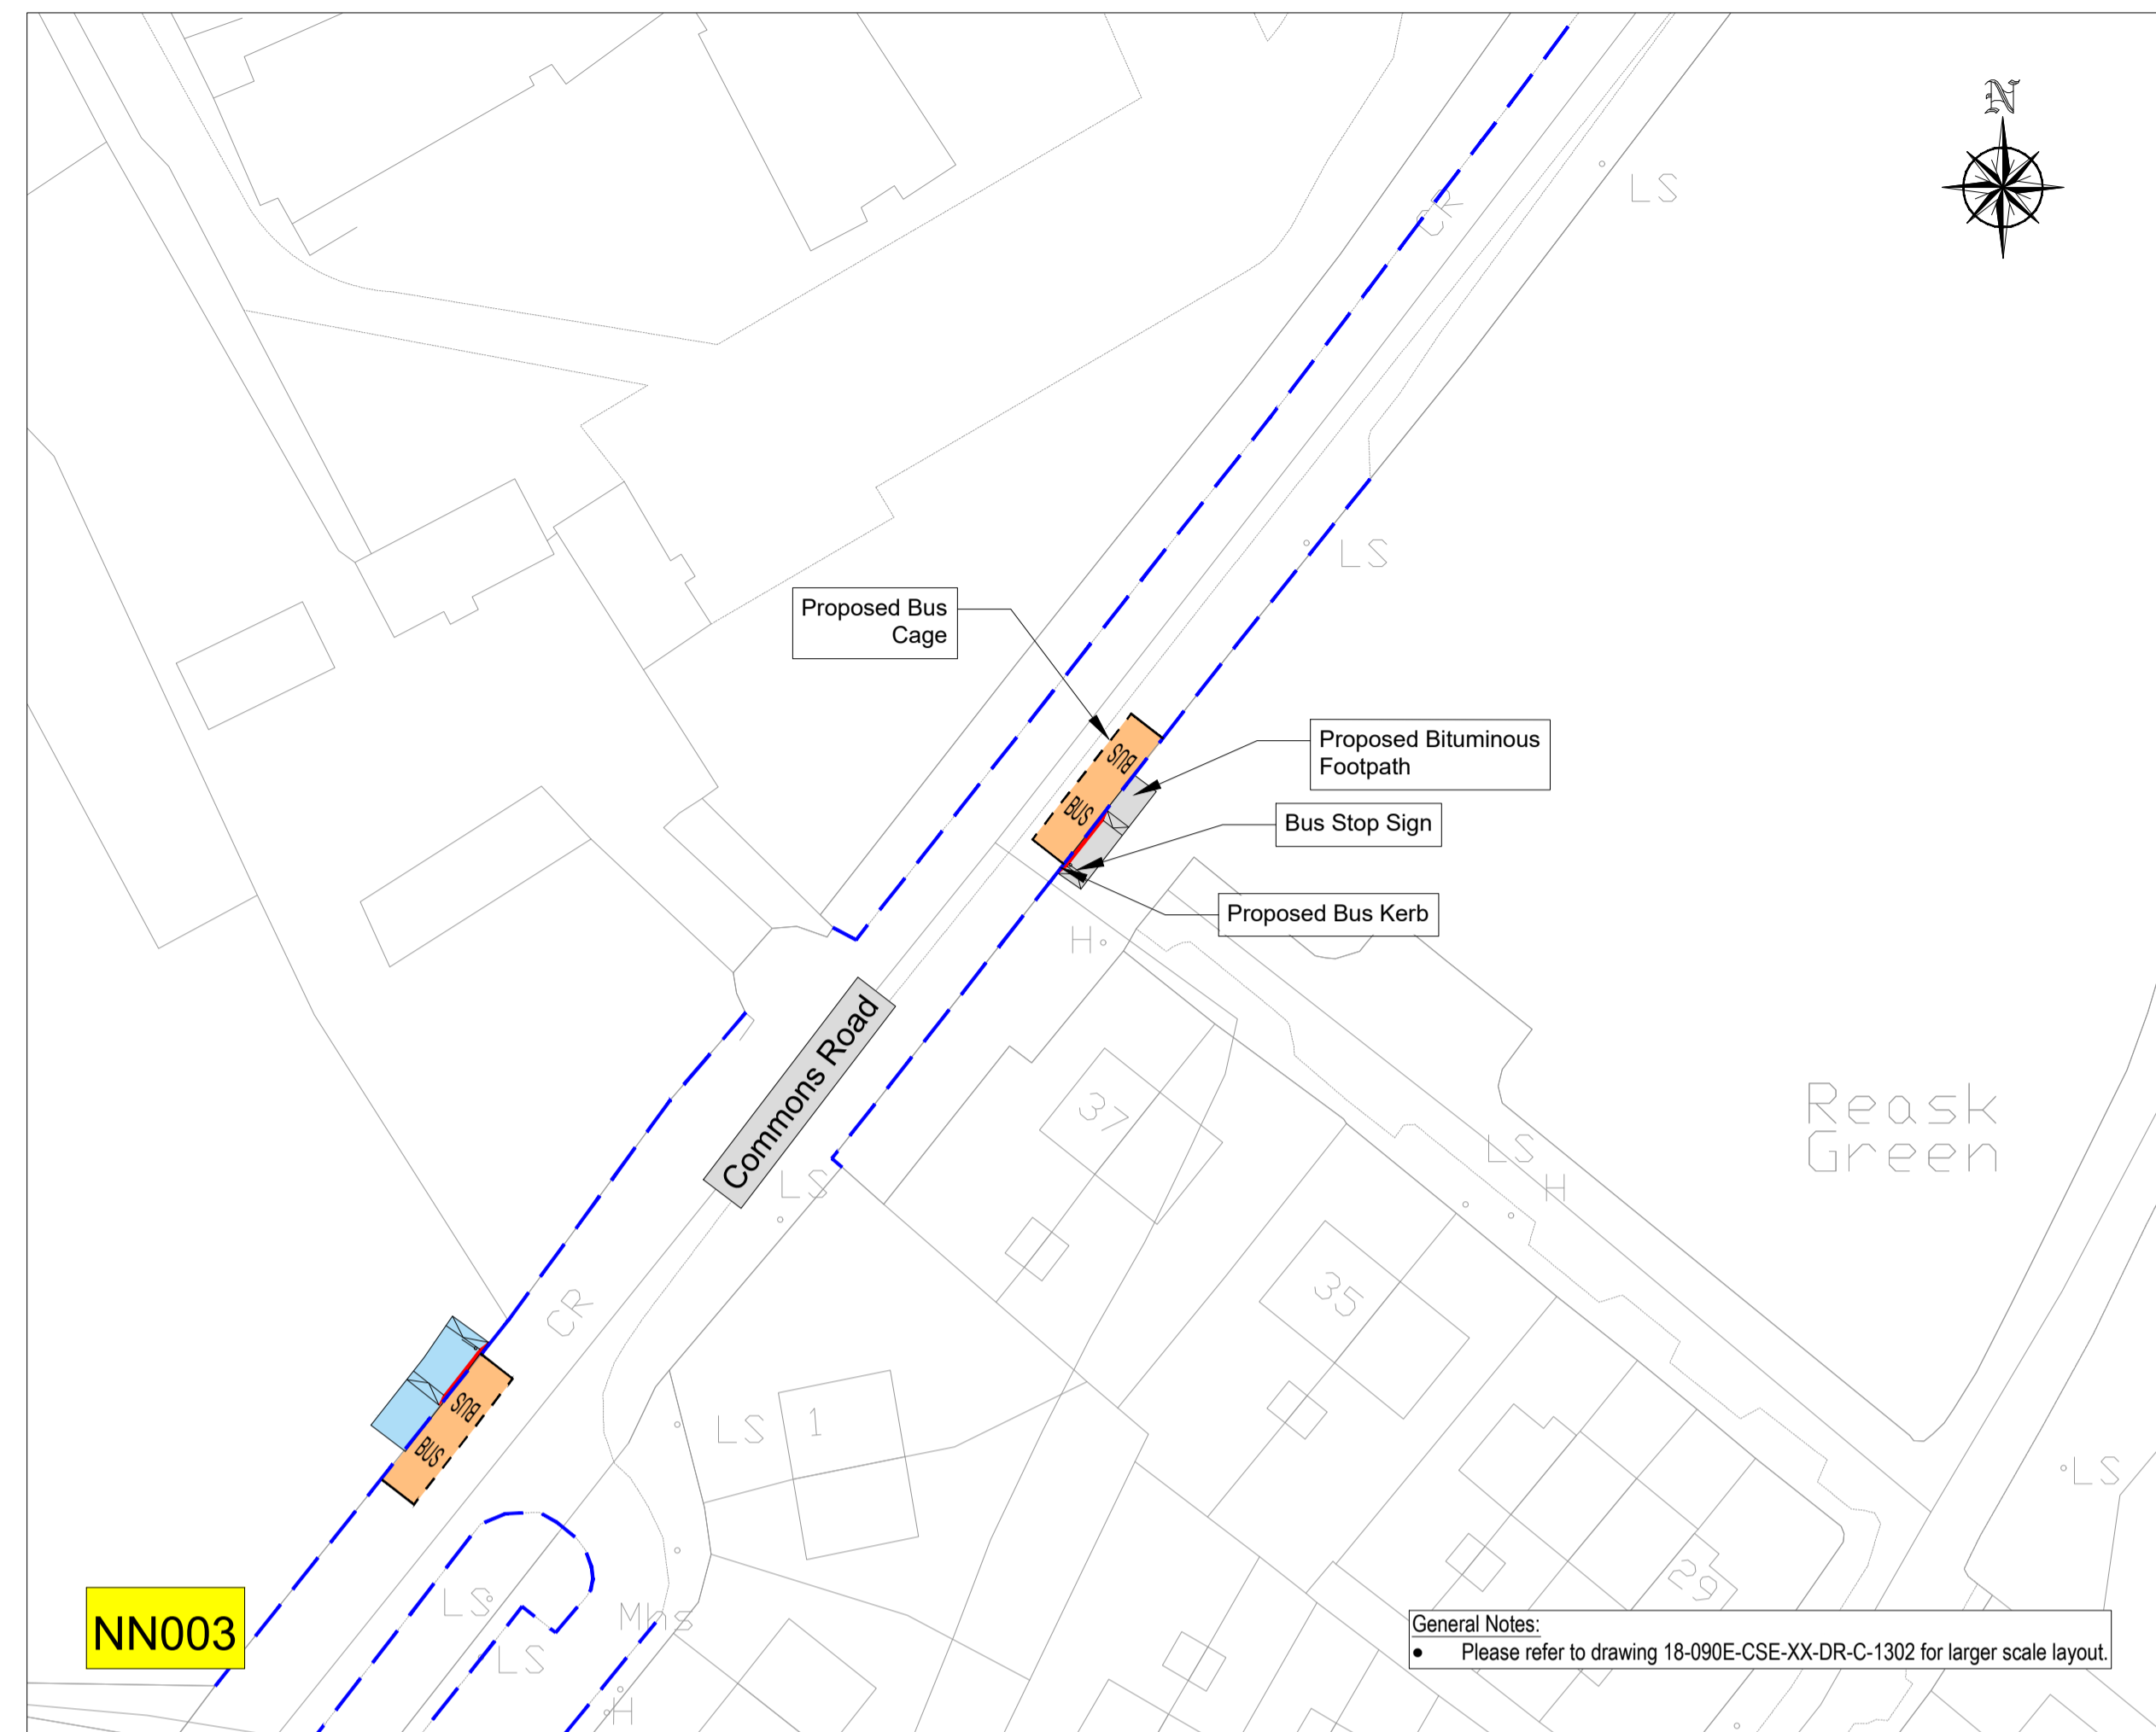 N
CR
LS
LS
Proposed Bus
Cage
BUS
BUS
Proposed Bituminous
Footpath
Bus Stop Sign
Proposed Bus Kerb
H
Commons Road
LS
37
Reask
Green
LS
H
35
CR
BUS
BUS
LS
1
LS
29
LS
Mhs
LS
H
NN003
General Notes:
● Please refer to drawing 18-090E-CSE-XX-DR-C-1302 for larger scale layout.